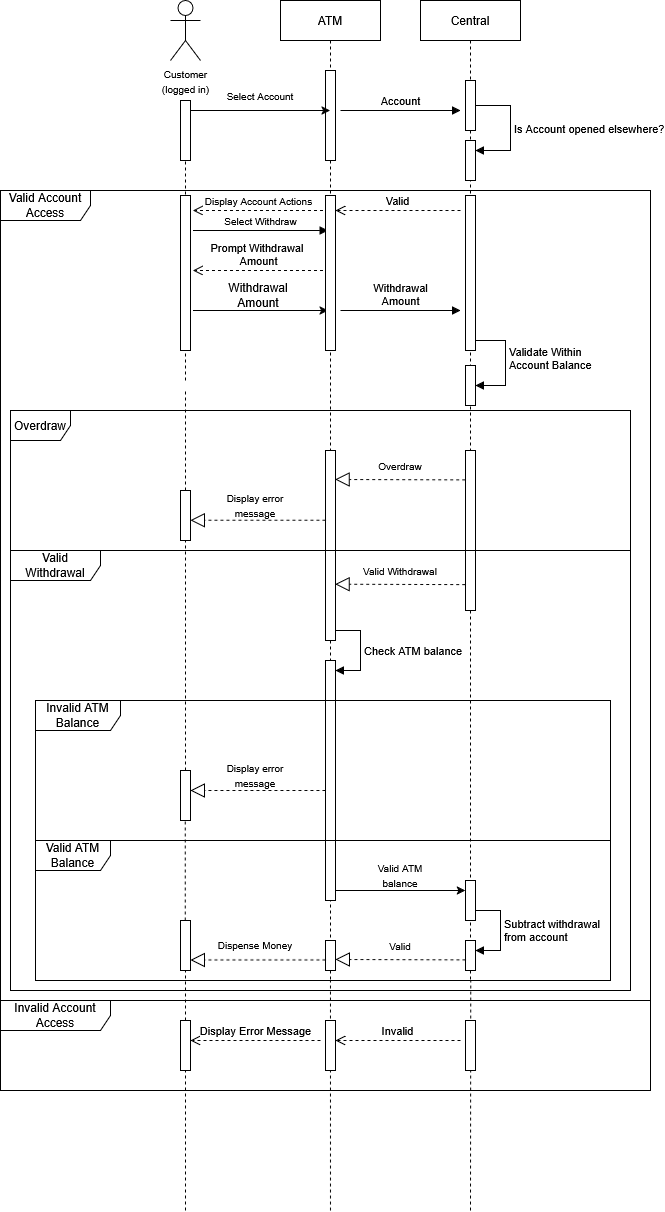 ATM
Central
Customer
(logged in)
Select Account
Account
Is Account opened elsewhere?
Valid Account
Access
Display Account Actions
Valid
Select Withdraw
Prompt Withdrawal
Amount
Withdrawal
Amount
Withdrawal
Amount
Validate Within
Account Balance
Overdraw
Overdraw
Display error
message
Valid
Withdrawal
Valid Withdrawal
Check ATM balance
Invalid ATM
Balance
Display error
message
Valid ATM
Balance
Valid ATM
balance
Subtract withdrawal
from account
Dispense Money
Valid
Invalid Account
Access
Display Error Message
Invalid